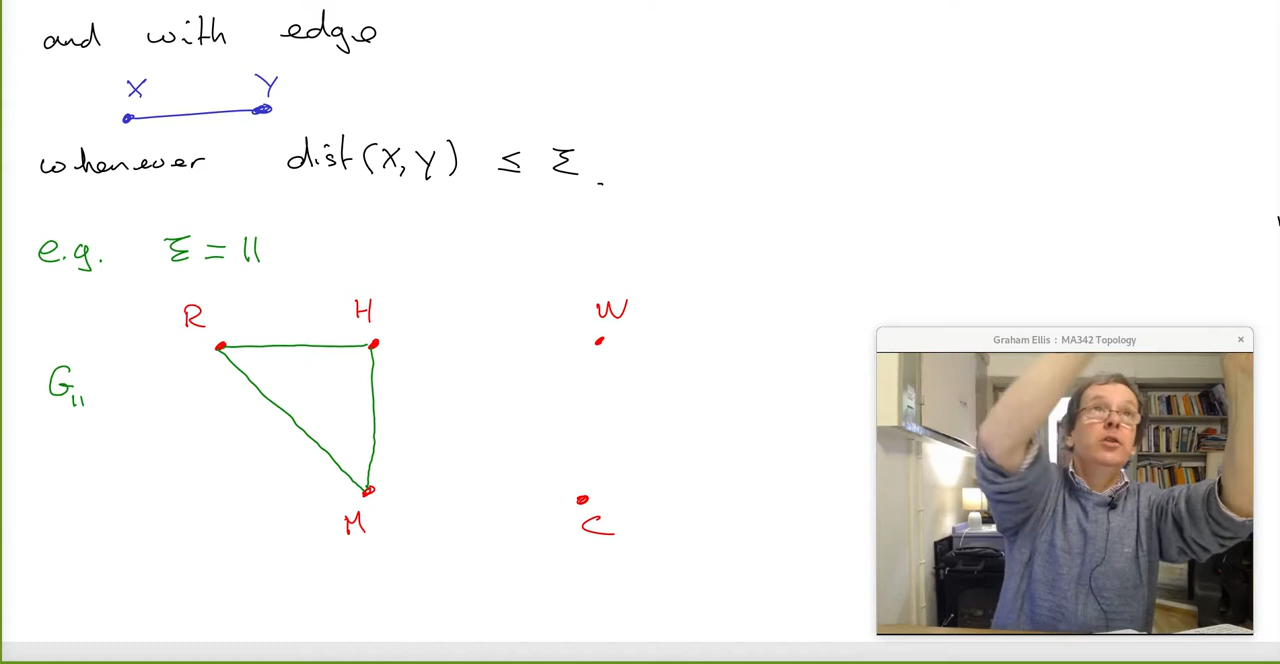 and with edge
X Y
whenever dist(X, Y) ≤ Σ .
e.g. Σ = 11
R H W
G₁₁
M C
Graham Ellis : MA342 Topology ×